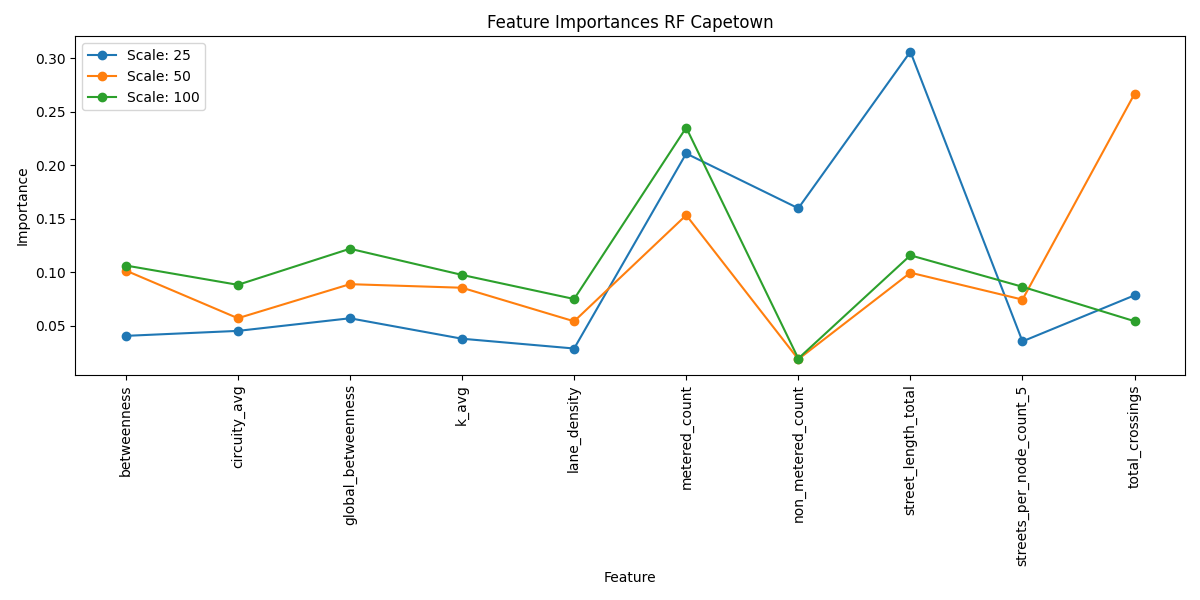 Feature Importances RF Capetown
Scale: 25
Scale: 50
Scale: 100
Importance
0.30
0.25
0.20
0.15
0.10
0.05
betweenness
circuity_avg
global_betweenness
k_avg
lane_density
metered_count
non_metered_count
street_length_total
streets_per_node_count_5
total_crossings
Feature